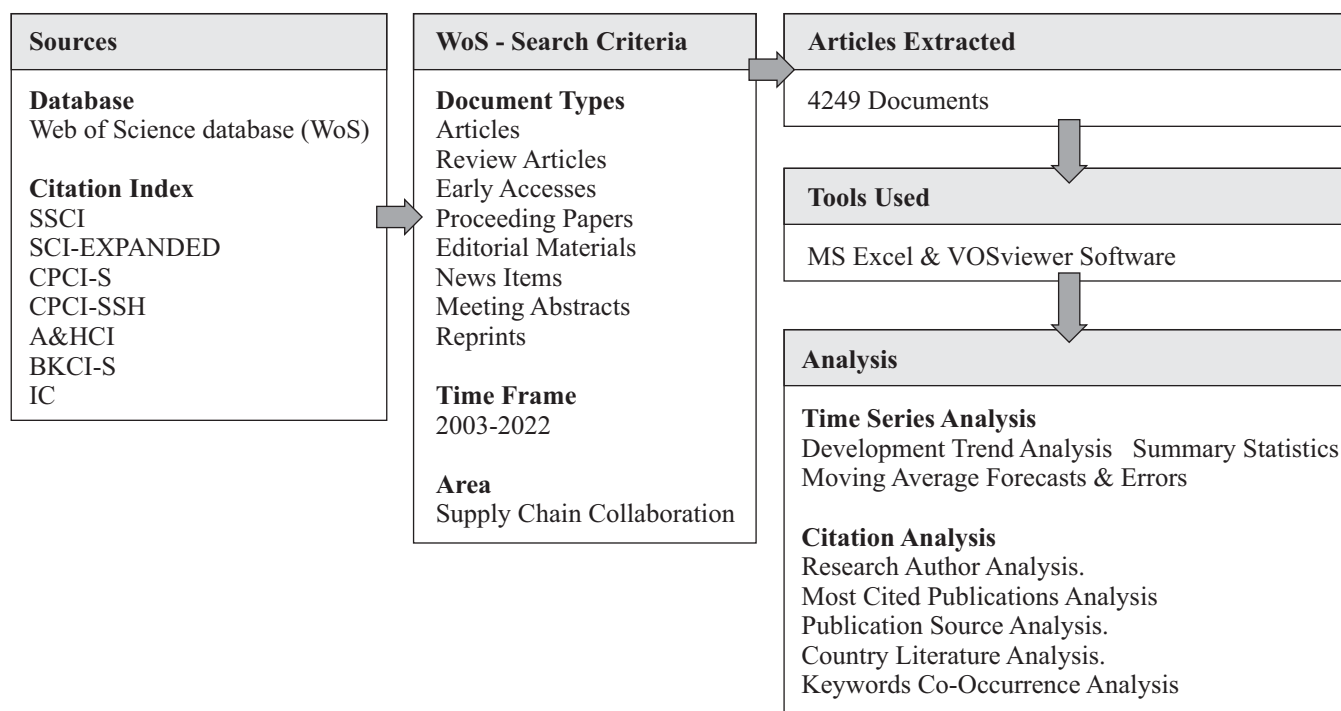 Sources
Database
Web of Science database (WoS)
Citation Index
SSCI
SCI-EXPANDED
CPCI-S
CPCI-SSH
A&HCI
BKCI-S
IC
WoS - Search Criteria
Document Types
Articles
Review Articles
Early Accesses
Proceeding Papers
Editorial Materials
News Items
Meeting Abstracts
Reprints
Time Frame
2003-2022
Area
Supply Chain Collaboration
Articles Extracted
4249 Documents
Tools Used
MS Excel & VOSviewer Software
Analysis
Time Series Analysis
Development Trend Analysis   Summary Statistics
Moving Average Forecasts & Errors
Citation Analysis
Research Author Analysis.
Most Cited Publications Analysis
Publication Source Analysis.
Country Literature Analysis.
Keywords Co-Occurrence Analysis